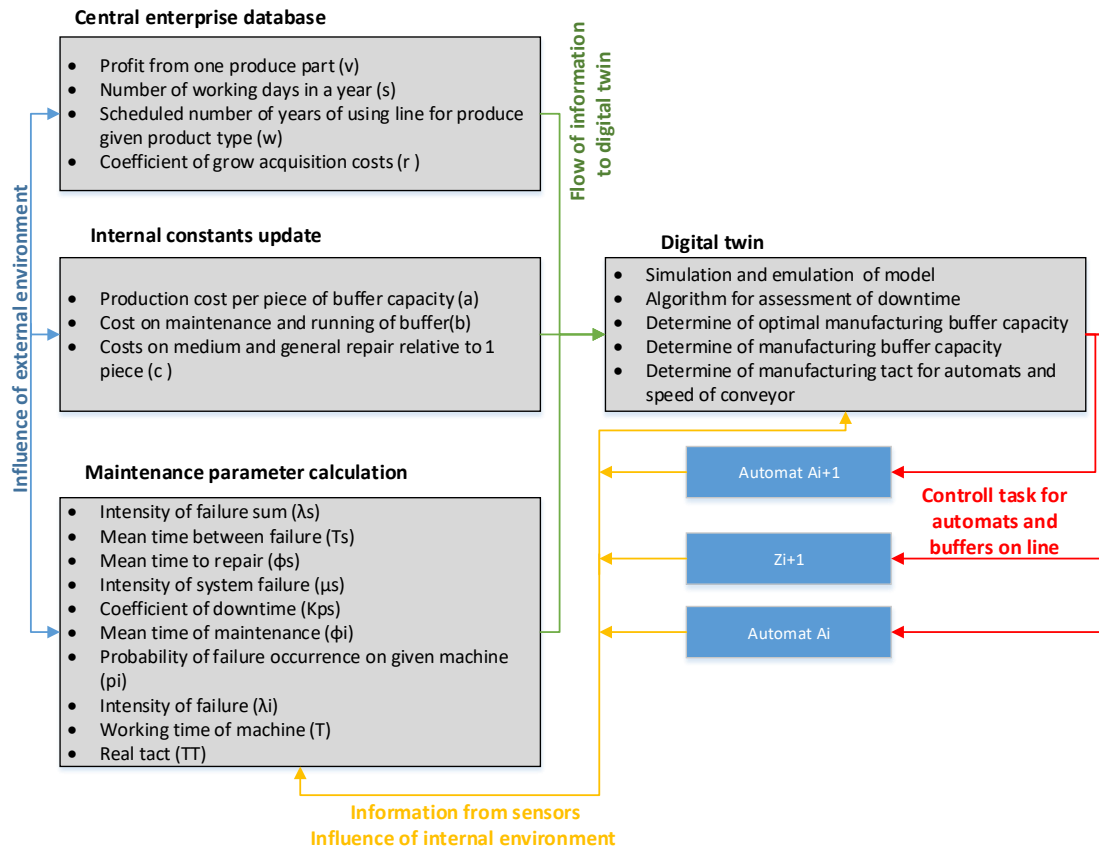 Central enterprise database
• Profit from one produce part (v)
• Number of working days in a year (s)
• Scheduled number of years of using line for produce
given product type (w)
• Coefficient of grow acquisition costs (r )
Internal constants update
• Production cost per piece of buffer capacity (a)
• Cost on maintenance and running of buffer(b)
• Costs on medium and general repair relative to 1
piece (c )
Maintenance parameter calculation
• Intensity of failure sum (λs)
• Mean time between failure (Ts)
• Mean time to repair (φs)
• Intensity of system failure (μs)
• Coefficient of downtime (Kps)
• Mean time of maintenance (φi)
• Probability of failure occurrence on given machine
(pi)
• Intensity of failure (λi)
• Working time of machine (T)
• Real tact (TT)
Influence of external environment
Flow of information
to digital twin
Digital twin
• Simulation and emulation of model
• Algorithm for assessment of downtime
• Determine of optimal manufacturing buffer capacity
• Determine of manufacturing buffer capacity
• Determine of manufacturing tact for automats and
speed of conveyor
Automat Ai+1
Zi+1
Automat Ai
Controll task for
automats and
buffers on line
Information from sensors
Influence of internal environment